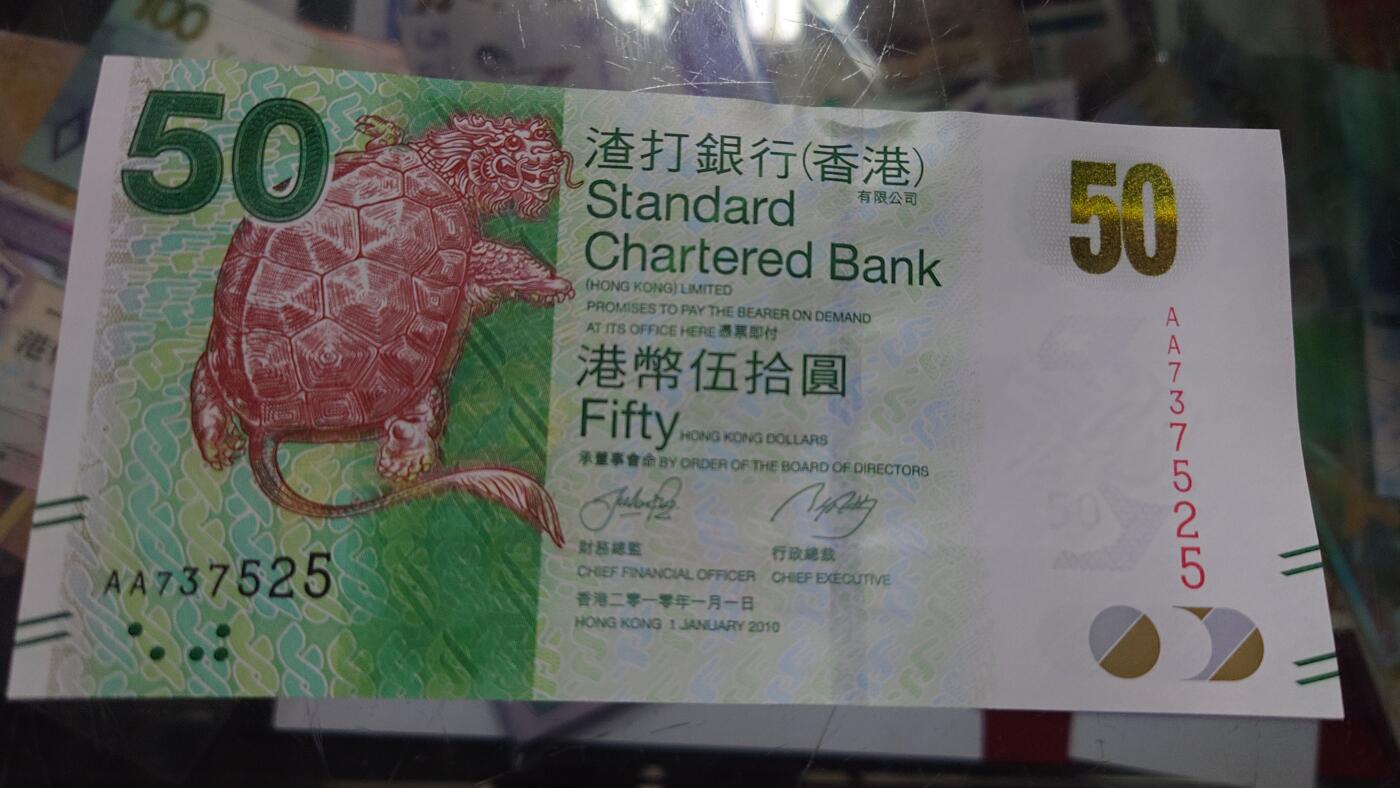 50
渣打銀行(香港)
有限公司
Standard
Chartered Bank
(HONG KONG) LIMITED
PROMISES TO PAY THE BEARER ON DEMAND
AT ITS OFFICE HERE 憑票即付
港幣伍拾圓
Fifty HONG KONG DOLLARS
承董事會命 BY ORDER OF THE BOARD OF DIRECTORS
財務總監 行政總裁
CHIEF FINANCIAL OFFICER CHIEF EXECUTIVE
香港二零一零年一月一日
HONG KONG 1 JANUARY 2010
AA737525
50
AA737525
50
100